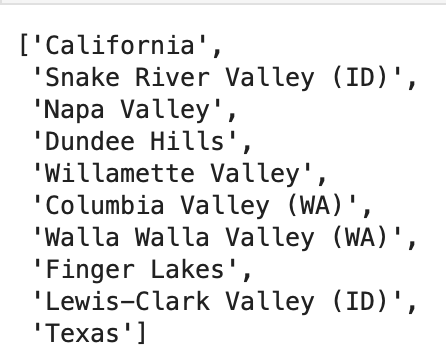 ['California',
 'Snake River Valley (ID)',
 'Napa Valley',
 'Dundee Hills',
 'Willamette Valley',
 'Columbia Valley (WA)',
 'Walla Walla Valley (WA)',
 'Finger Lakes',
 'Lewis-Clark Valley (ID)',
 'Texas']